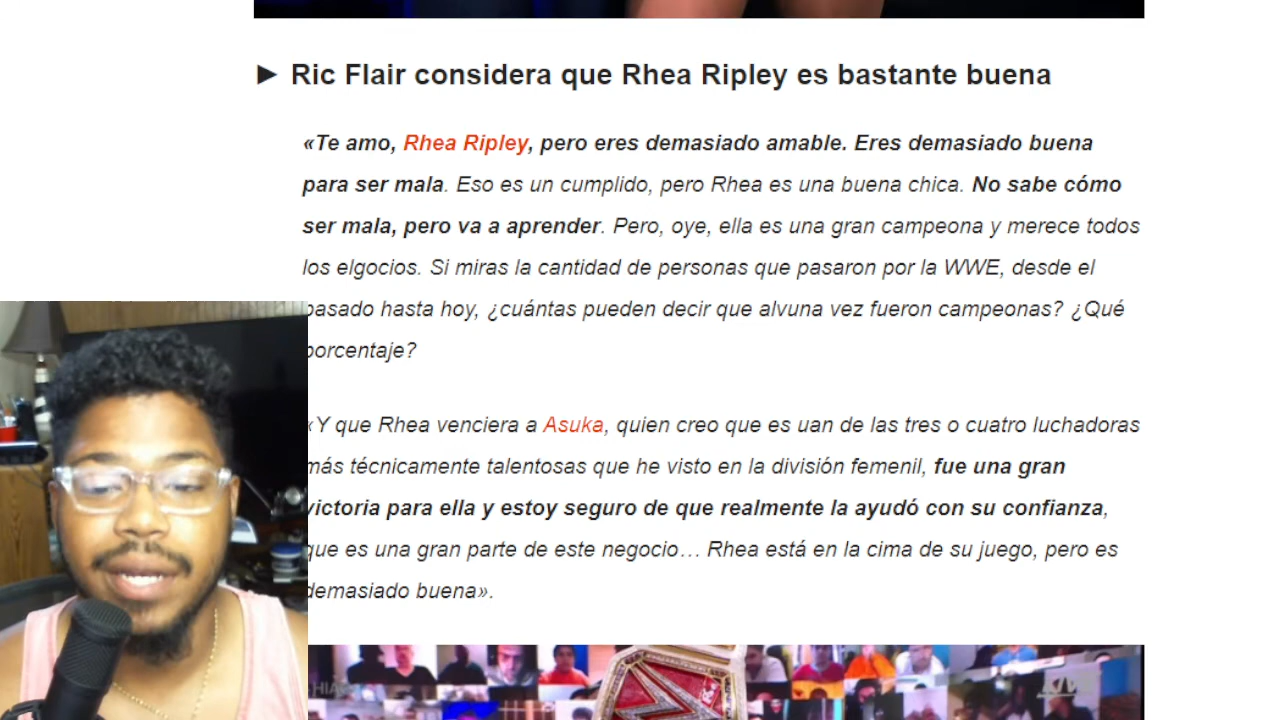 ► Ric Flair considera que Rhea Ripley es bastante buena
«Te amo, Rhea Ripley, pero eres demasiado amable. Eres demasiado buena
para ser mala. Eso es un cumplido, pero Rhea es una buena chica. No sabe cómo
ser mala, pero va a aprender. Pero, oye, ella es una gran campeona y merece todos
los elgocios. Si miras la cantidad de personas que pasaron por la WWE, desde el
pasado hasta hoy, ¿cuántas pueden decir que alvuna vez fueron campeonas? ¿Qué
porcentaje?
«Y que Rhea venciera a Asuka, quien creo que es uan de las tres o cuatro luchadoras
más técnicamente talentosas que he visto en la división femenil, fue una gran
victoria para ella y estoy seguro de que realmente la ayudó con su confianza,
que es una gran parte de este negocio… Rhea está en la cima de su juego, pero es
demasiado buena».